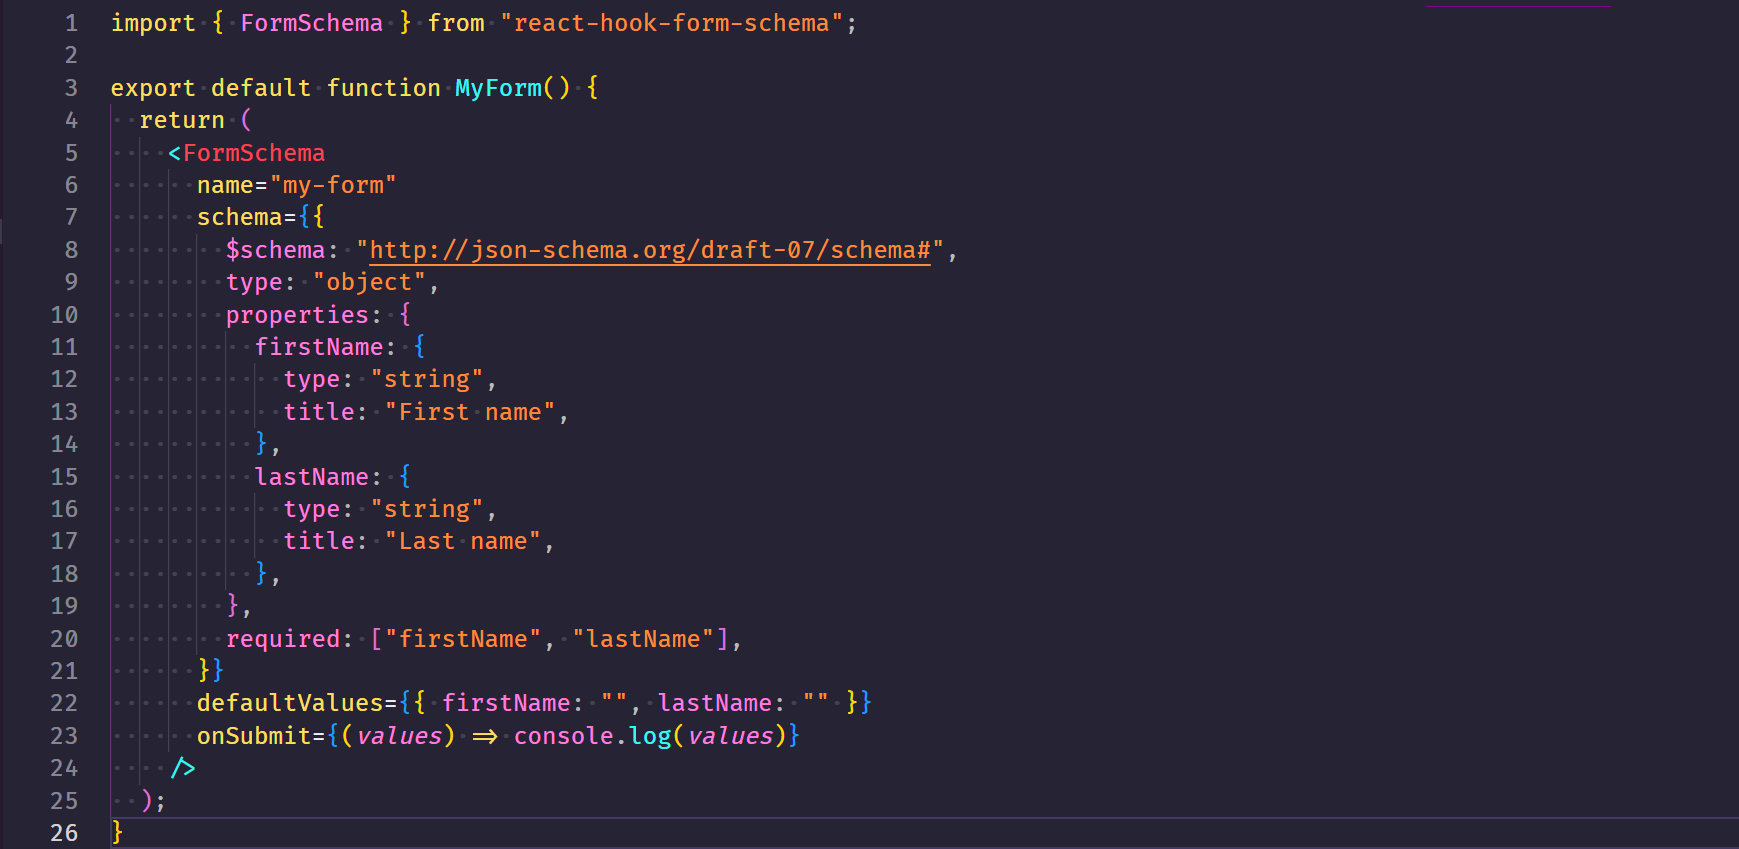 1 import { FormSchema } from "react-hook-form-schema";
2
3 export default function MyForm() {
4   return (
5     <FormSchema
6       name="my-form"
7       schema={{
8         $schema: "http://json-schema.org/draft-07/schema#",
9         type: "object",
10         properties: {
11           firstName: {
12             type: "string",
13             title: "First name",
14           },
15           lastName: {
16             type: "string",
17             title: "Last name",
18           },
19         },
20         required: ["firstName", "lastName"],
21       }}
22       defaultValues={{ firstName: "", lastName: "" }}
23       onSubmit={(values) => console.log(values)}
24     />
25   );
26 }